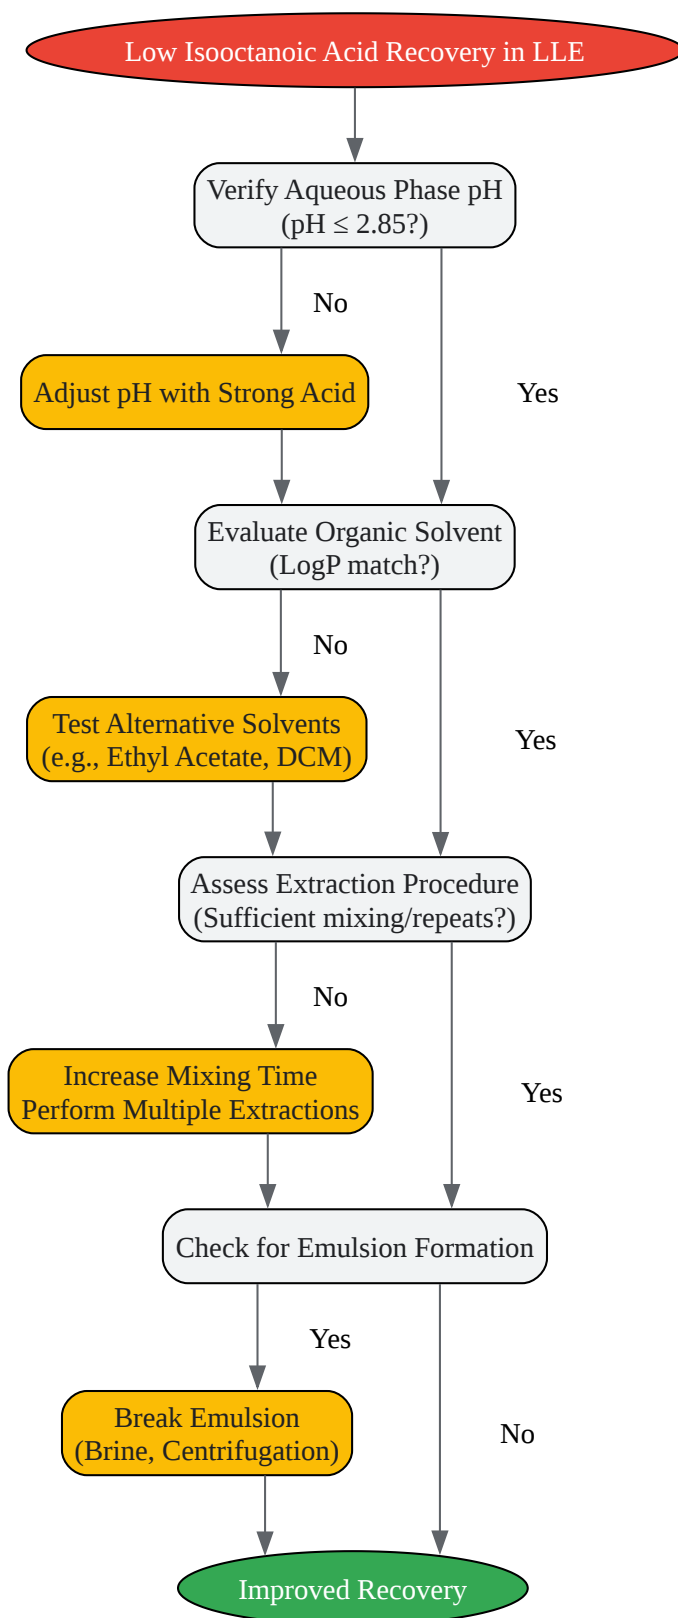 Low Isooctanoic Acid Recovery in LLE
Verify Aqueous Phase pH
(pH ≤ 2.85?)
No
Adjust pH with Strong Acid
Yes
Evaluate Organic Solvent
(LogP match?)
No
Test Alternative Solvents
(e.g., Ethyl Acetate, DCM)
Yes
Assess Extraction Procedure
(Sufficient mixing/repeats?)
No
Increase Mixing Time
Perform Multiple Extractions
Yes
Check for Emulsion Formation
Yes
Break Emulsion
(Brine, Centrifugation)
No
Improved Recovery